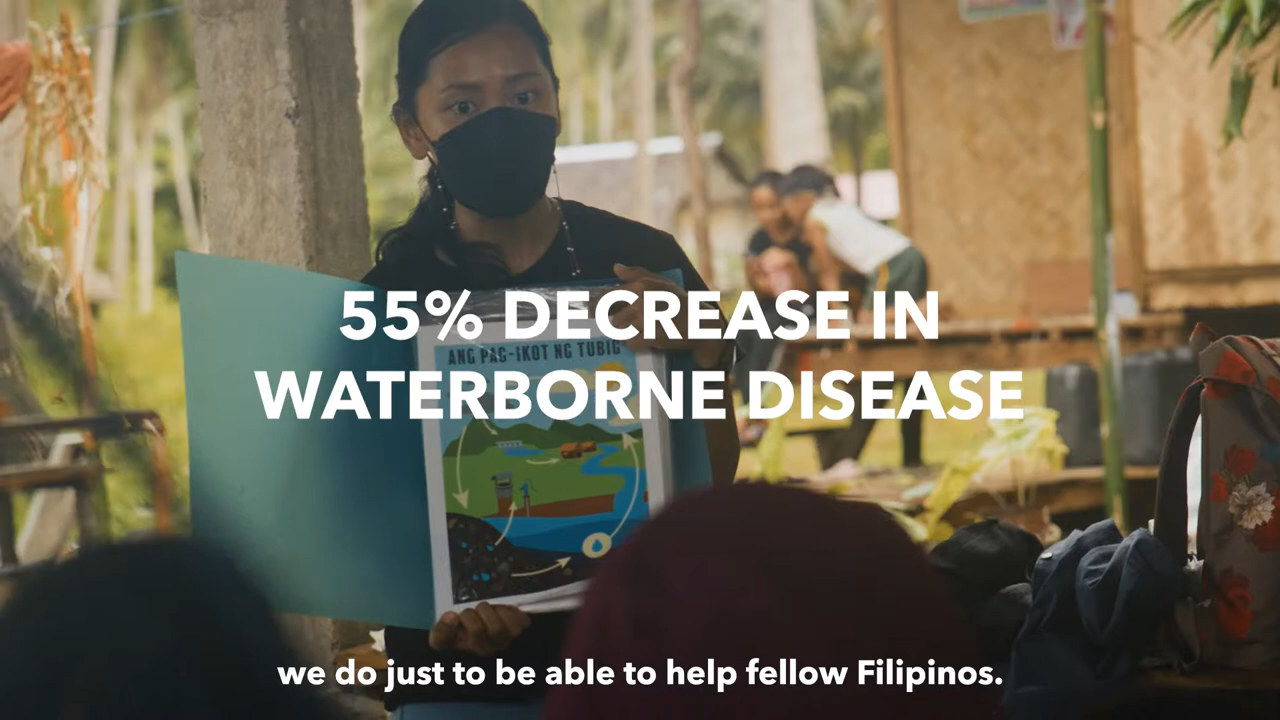 55% DECREASE IN
WATERBORNE DISEASE
ANG PAG-IKOT NG TUBIG
we do just to be able to help fellow Filipinos.